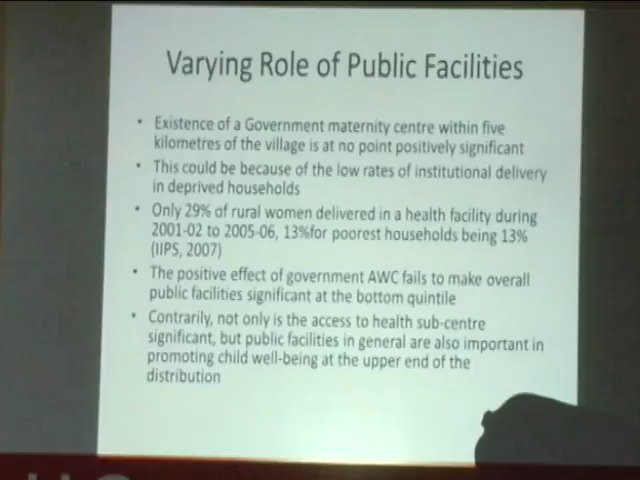 Varying Role of Public Facilities
• Existence of a Government maternity centre within five
kilometres of the village is at no point positively significant
• This could be because of the low rates of institutional delivery
in deprived households
• Only 29% of rural women delivered in a health facility during
2001-02 to 2005-06, 13%for poorest households being 13%
(IIPS, 2007)
• The positive effect of government AWC fails to make overall
public facilities significant at the bottom quintile
• Contrarily, not only is the access to health sub-centre
significant, but public facilities in general are also important in
promoting child well-being at the upper end of the
distribution